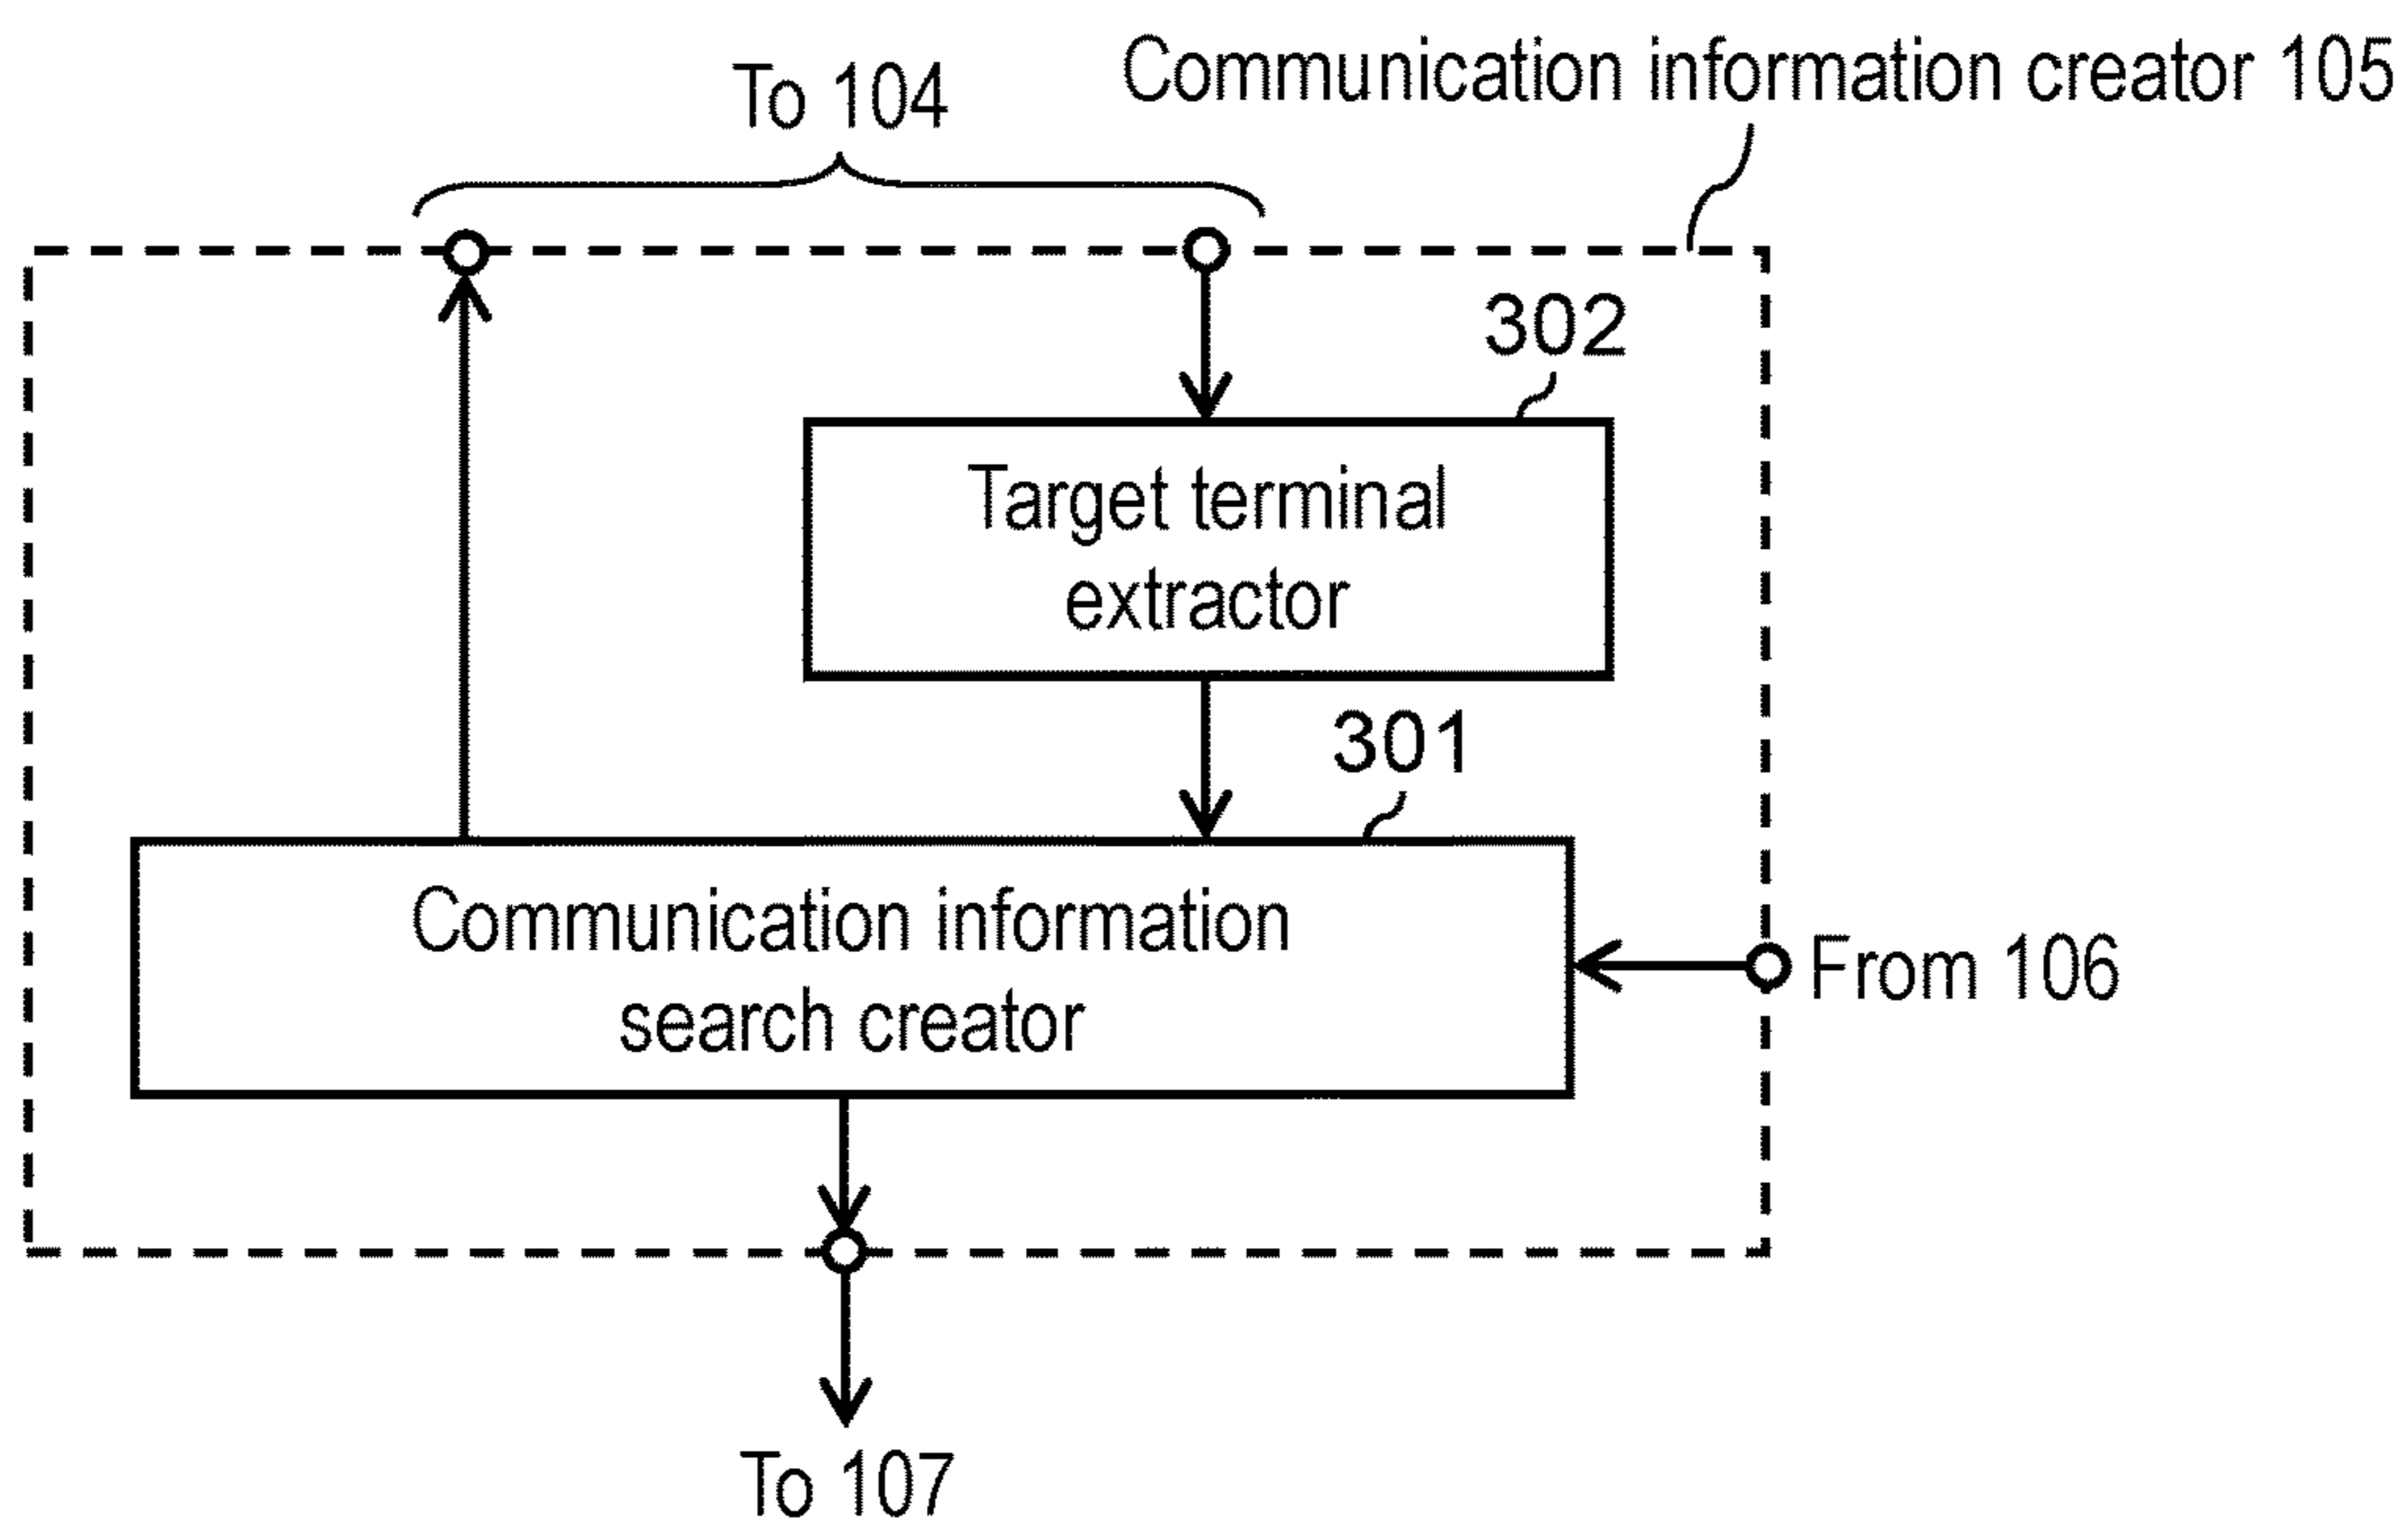 Communication information creator 105
To 104
302
Target terminal
extractor
301
Communication information
search creator
From 106
To 107